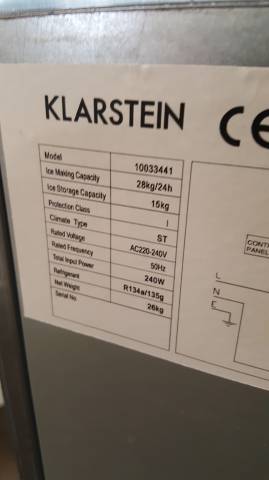 KLARSTEIN CE
Model 10033441
Ice Making Capacity 28kg/24h
Ice Storage Capacity 15kg
Protection Class I
Climate Type ST
Rated Voltage AC220-240V
Rated Frequency 50Hz
Total Input Power 240W
Refrigerant R134a/135g
Net Weight 26kg
Serial No.
CONT
PANEL
L
N
E